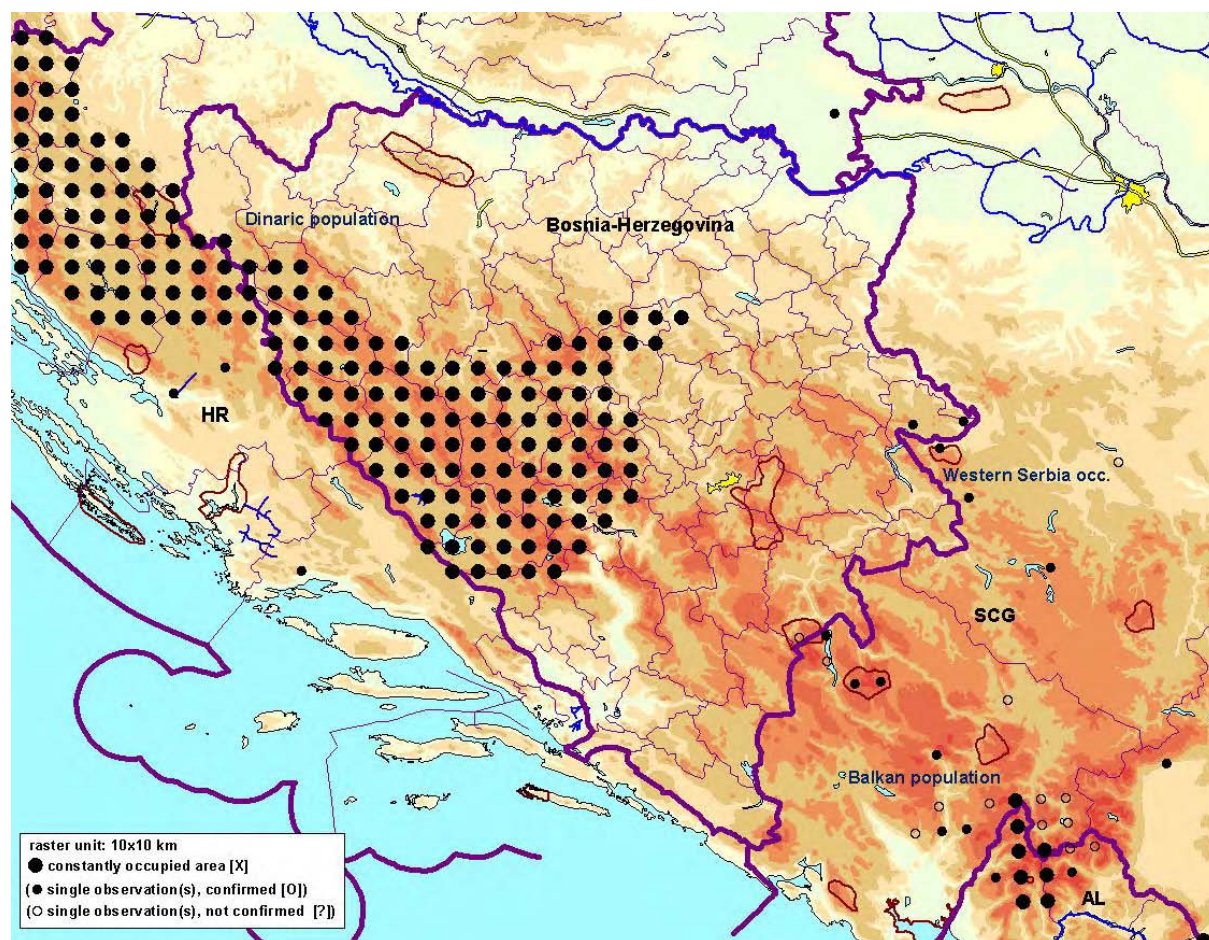 Dinaric population
Bosnia-Herzegovina
HR
Western Serbia occ.
SCG
Balkan population
AL
raster unit: 10x10 km
constantly occupied area [X]
( single observation(s), confirmed [O])
( single observation(s), not confirmed [?])